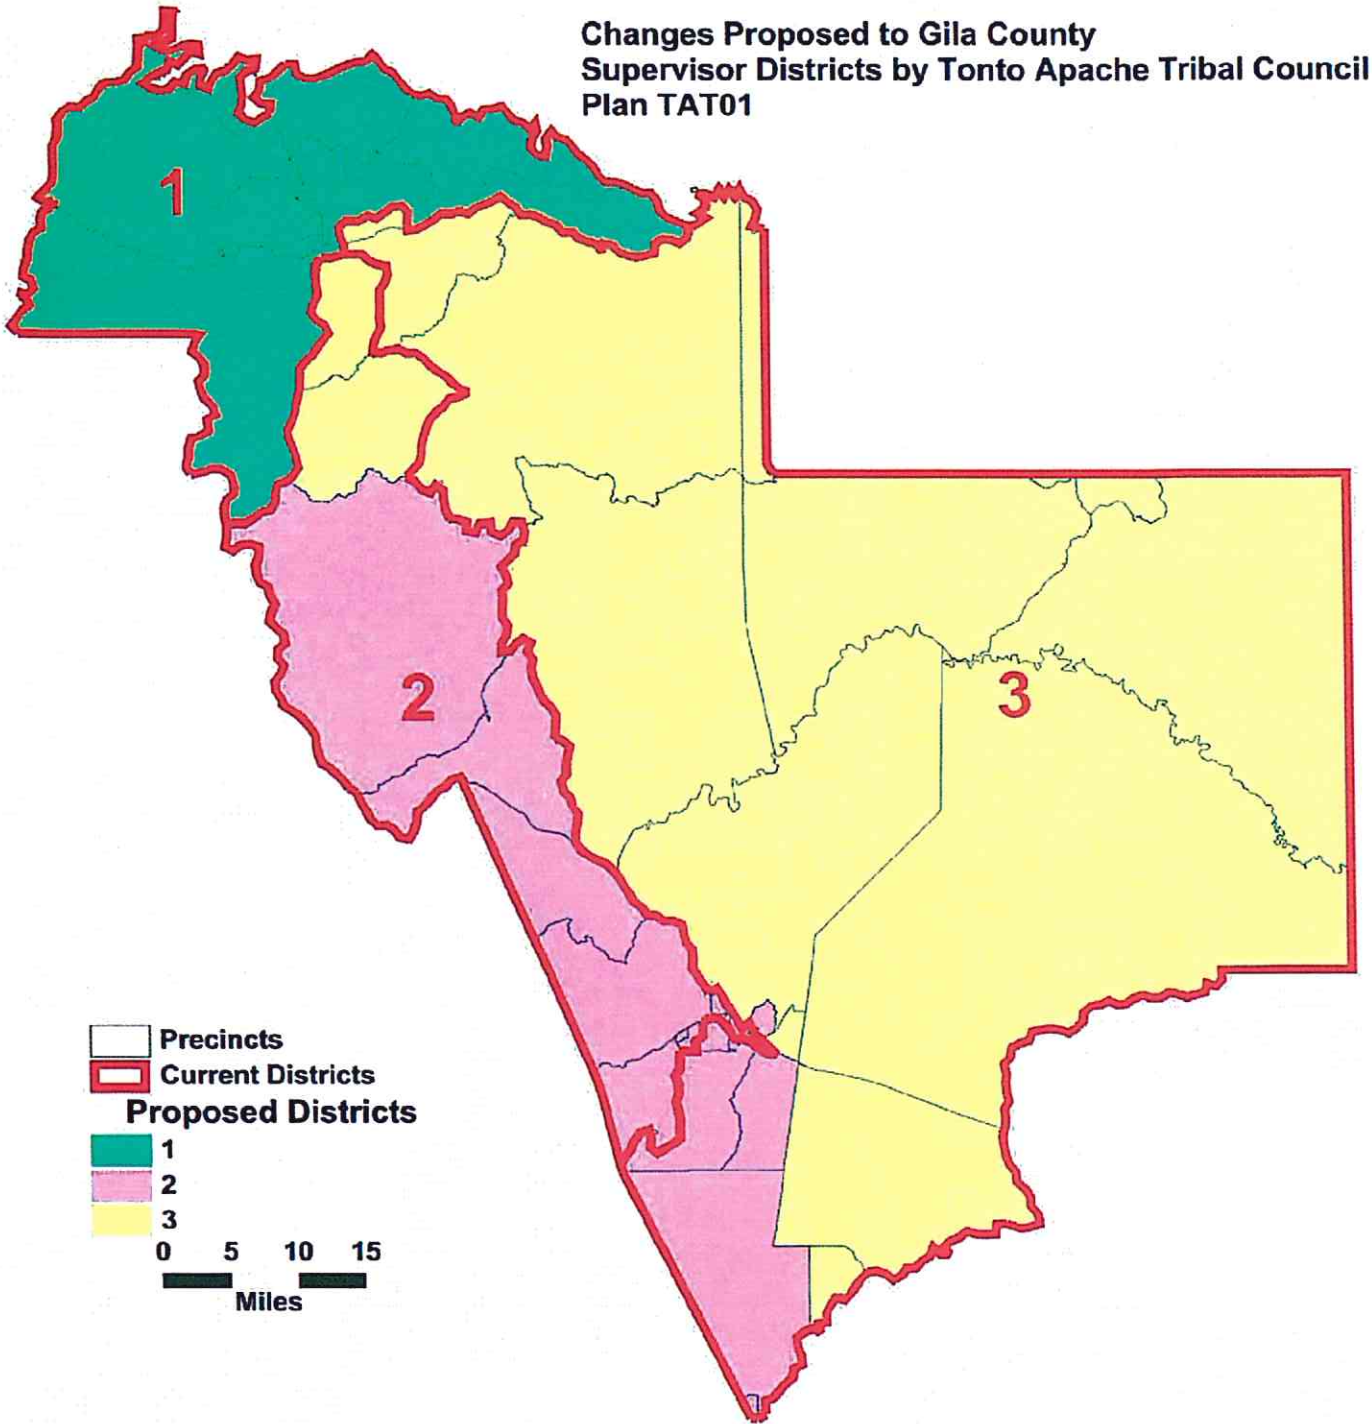 Changes Proposed to Gila County
Supervisor Districts by Tonto Apache Tribal Council
Plan TAT01
1
2
3
Precincts
Current Districts
Proposed Districts
1
2
3
0 5 10 15
Miles